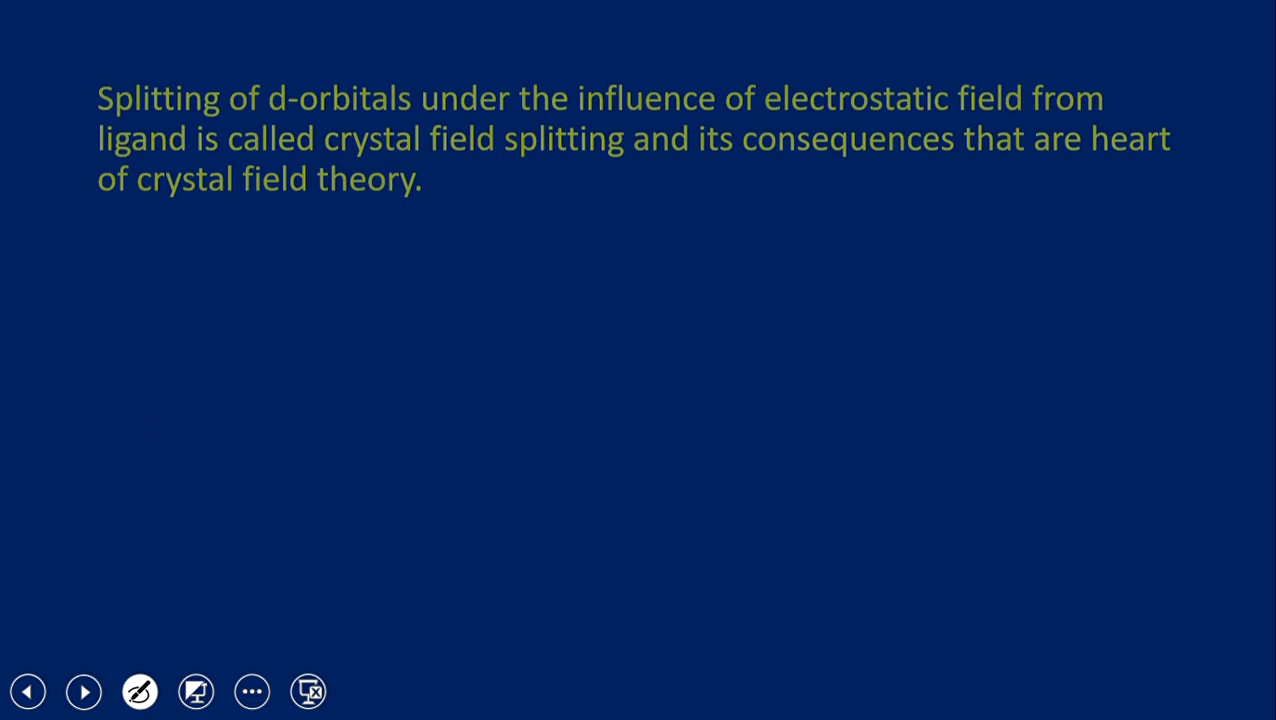 Splitting of d-orbitals under the influence of electrostatic field from
ligand is called crystal field splitting and its consequences that are heart
of crystal field theory.